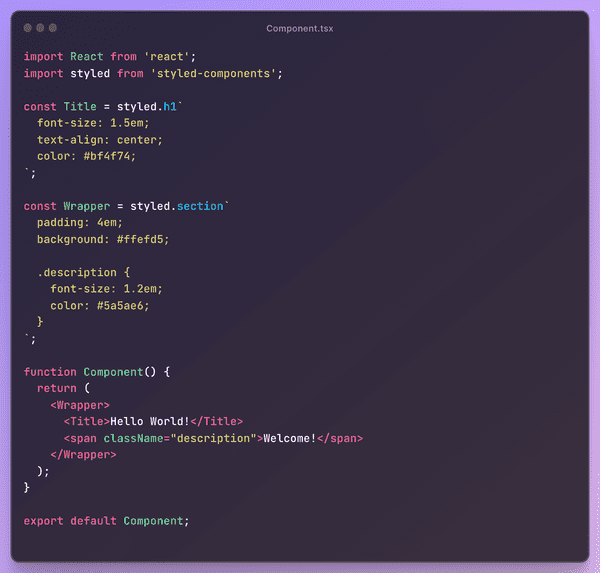 Component.tsx
import React from 'react';
import styled from 'styled-components';
const Title = styled.h1`
  font-size: 1.5em;
  text-align: center;
  color: #bf4f74;
`;
const Wrapper = styled.section`
  padding: 4em;
  background: #ffefd5;
  .description {
    font-size: 1.2em;
    color: #5a5ae6;
  }
`;
function Component() {
  return (
    <Wrapper>
      <Title>Hello World!</Title>
      <span className="description">Welcome!</span>
    </Wrapper>
  );
}
export default Component;